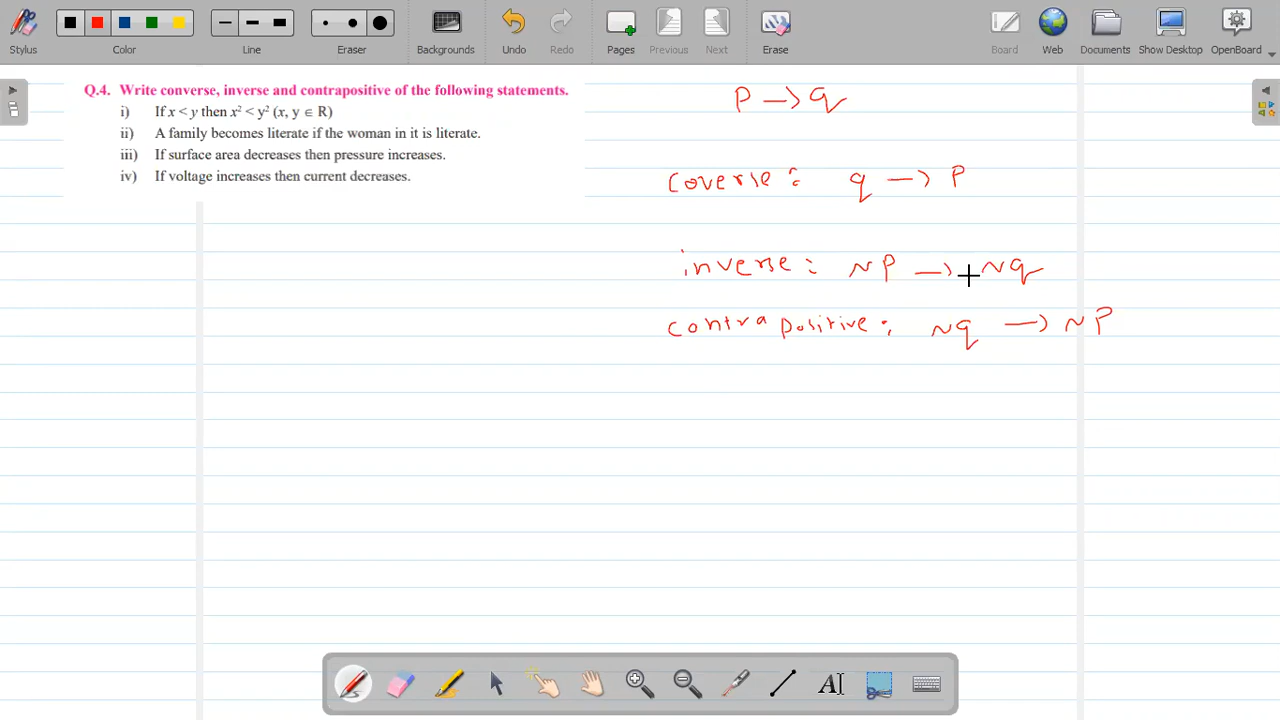 Stylus Color Line Eraser Backgrounds Undo Redo Pages Previous Next Erase Board Web Documents Show Desktop OpenBoard
Q.4. Write converse, inverse and contrapositive of the following statements.
i) If x < y then x² < y² (x, y ∈ R)
ii) A family becomes literate if the woman in it is literate.
iii) If surface area decreases then pressure increases.
iv) If voltage increases then current decreases.
P → q
coverse : q → P
inverse : ~P → ~q
contrapositive : ~q → ~P